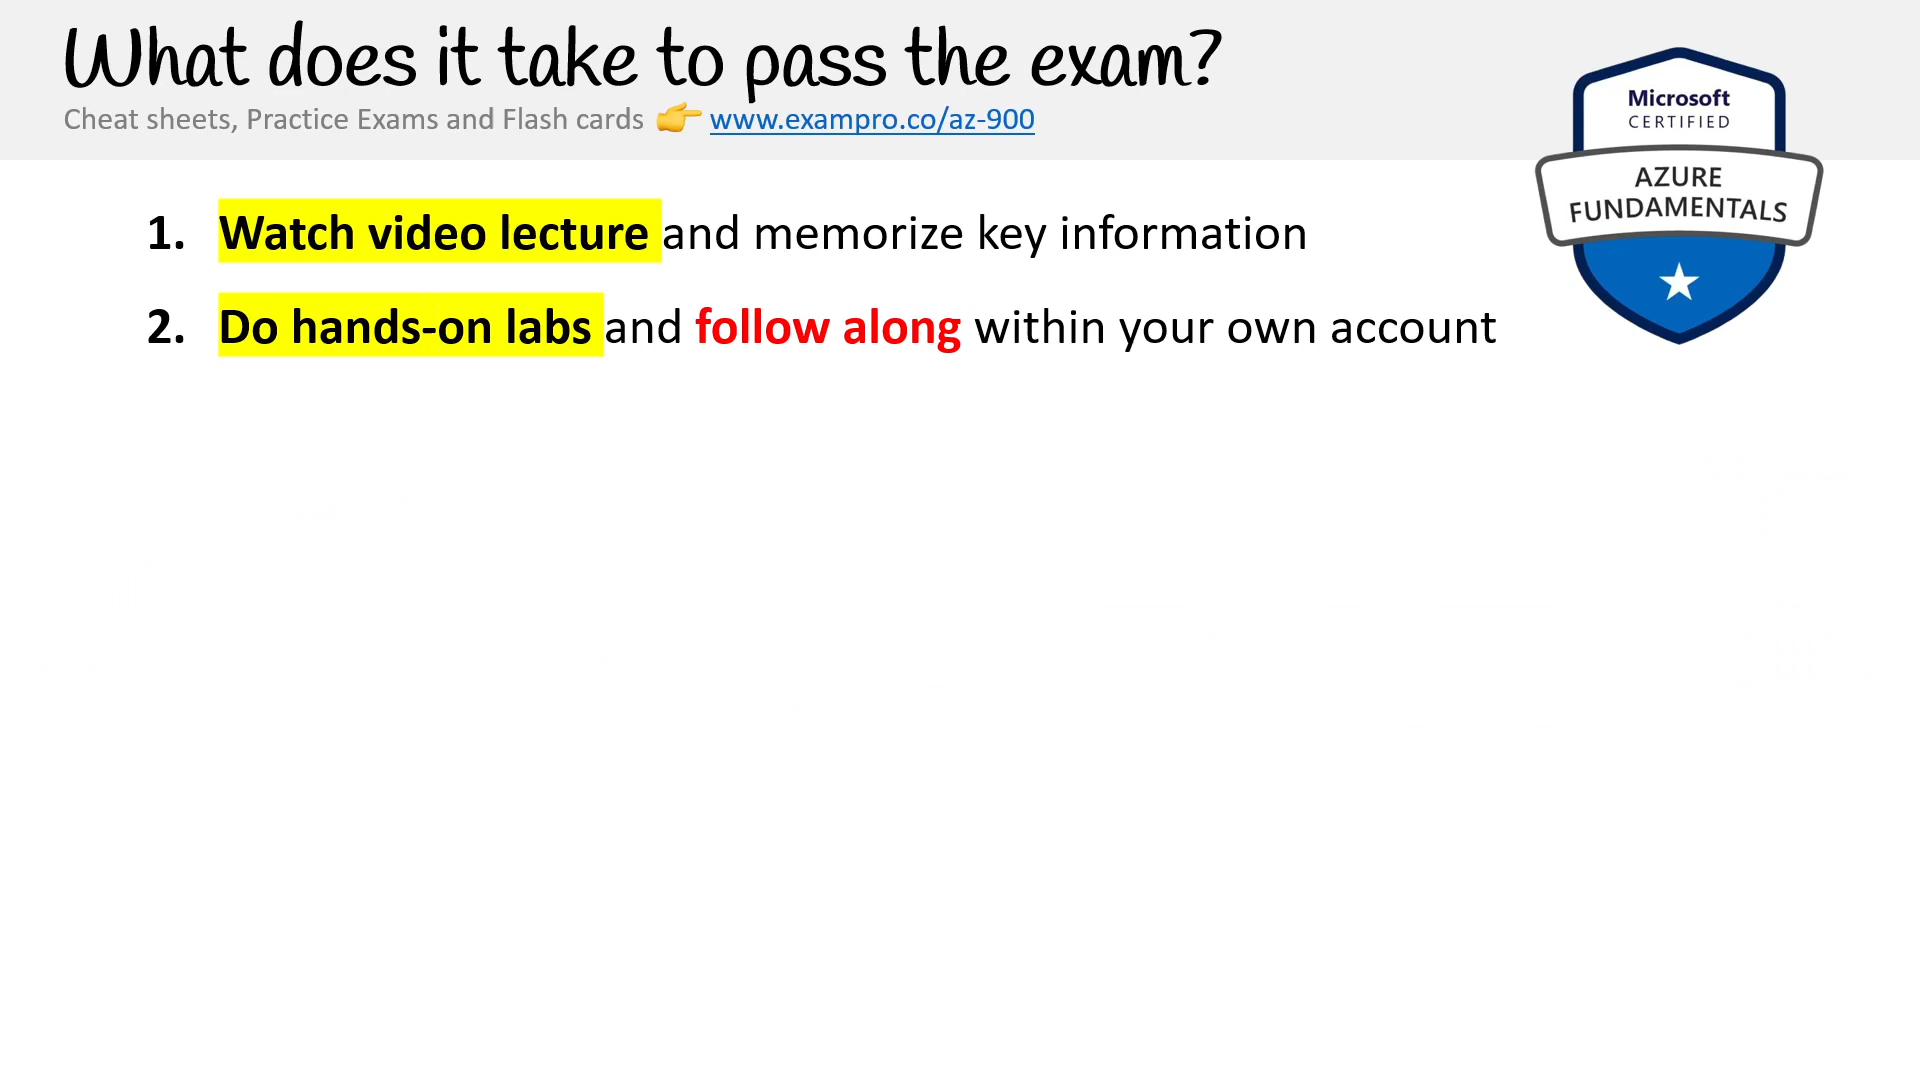 What does it take to pass the exam?
Cheat sheets, Practice Exams and Flash cards 👉 www.exampro.co/az-900
Microsoft
CERTIFIED
AZURE
FUNDAMENTALS
1. Watch video lecture and memorize key information
2. Do hands-on labs and follow along within your own account